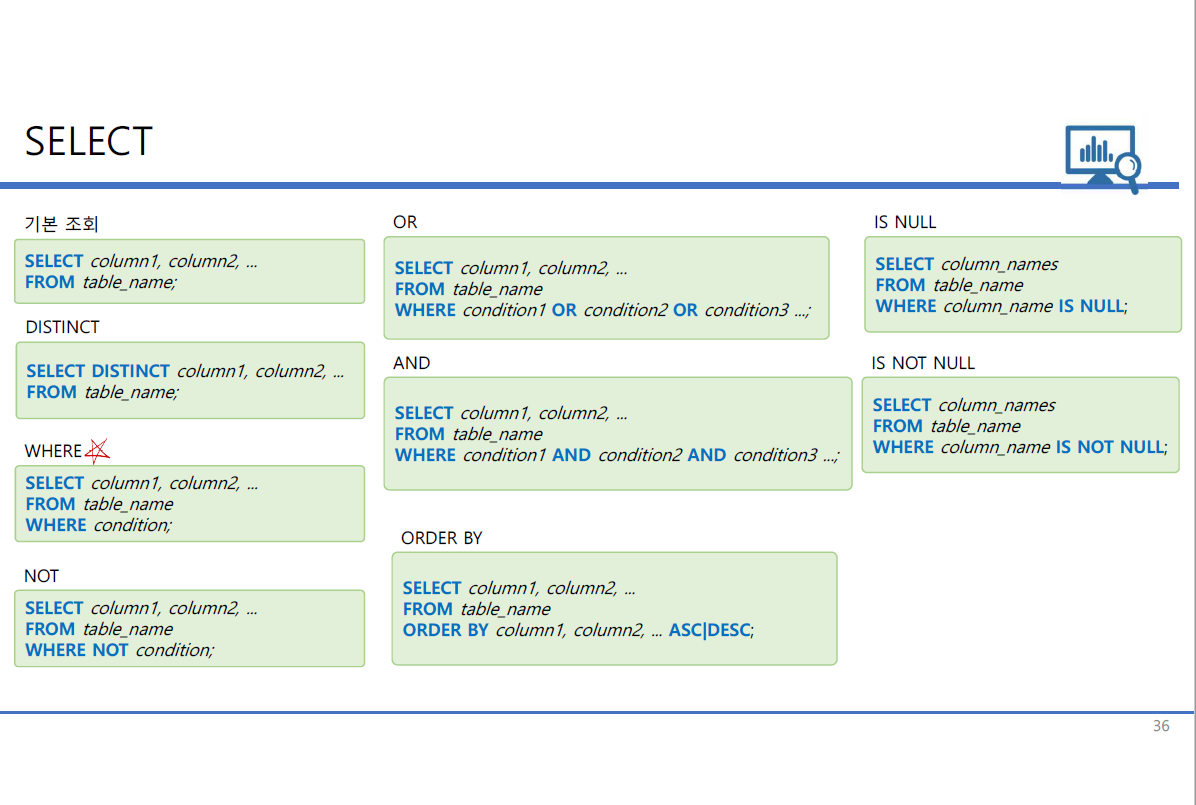 SELECT
기본 조회
SELECT column1, column2, ...
FROM table_name;
DISTINCT
SELECT DISTINCT column1, column2, ...
FROM table_name;
WHERE
SELECT column1, column2, ...
FROM table_name
WHERE condition;
NOT
SELECT column1, column2, ...
FROM table_name
WHERE NOT condition;
OR
SELECT column1, column2, ...
FROM table_name
WHERE condition1 OR condition2 OR condition3 ...;
AND
SELECT column1, column2, ...
FROM table_name
WHERE condition1 AND condition2 AND condition3 ...;
ORDER BY
SELECT column1, column2, ...
FROM table_name
ORDER BY column1, column2, ... ASC|DESC;
IS NULL
SELECT column_names
FROM table_name
WHERE column_name IS NULL;
IS NOT NULL
SELECT column_names
FROM table_name
WHERE column_name IS NOT NULL;
36